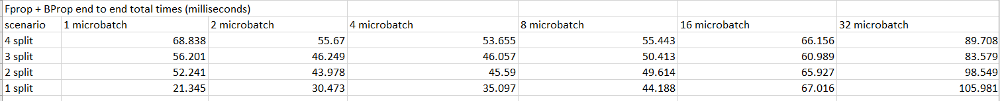 Fprop + BProp end to end total times (milliseconds)
scenario 1 microbatch 2 microbatch 4 microbatch 8 microbatch 16 microbatch 32 microbatch
4 split 68.838 55.67 53.655 55.443 66.156 89.708
3 split 56.201 46.249 46.057 50.413 60.989 83.579
2 split 52.241 43.978 45.59 49.614 65.927 98.549
1 split 21.345 30.473 35.097 44.188 67.016 105.981